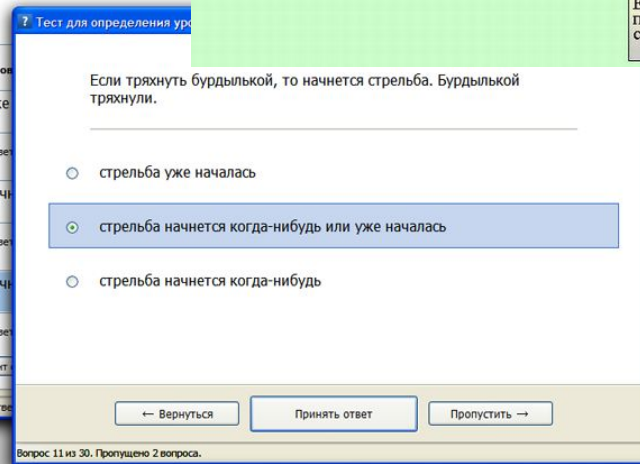 Тест для определения
Если тряхнуть бурдылькой, то начнется стрельба. Бурдылькой
тряхнули.
стрельба уже началась
стрельба начнется когда-нибудь или уже началась
стрельба начнется когда-нибудь
← Вернуться
Принять ответ
Пропустить →
Вопрос 11 из 30. Пропущено 2 вопроса.